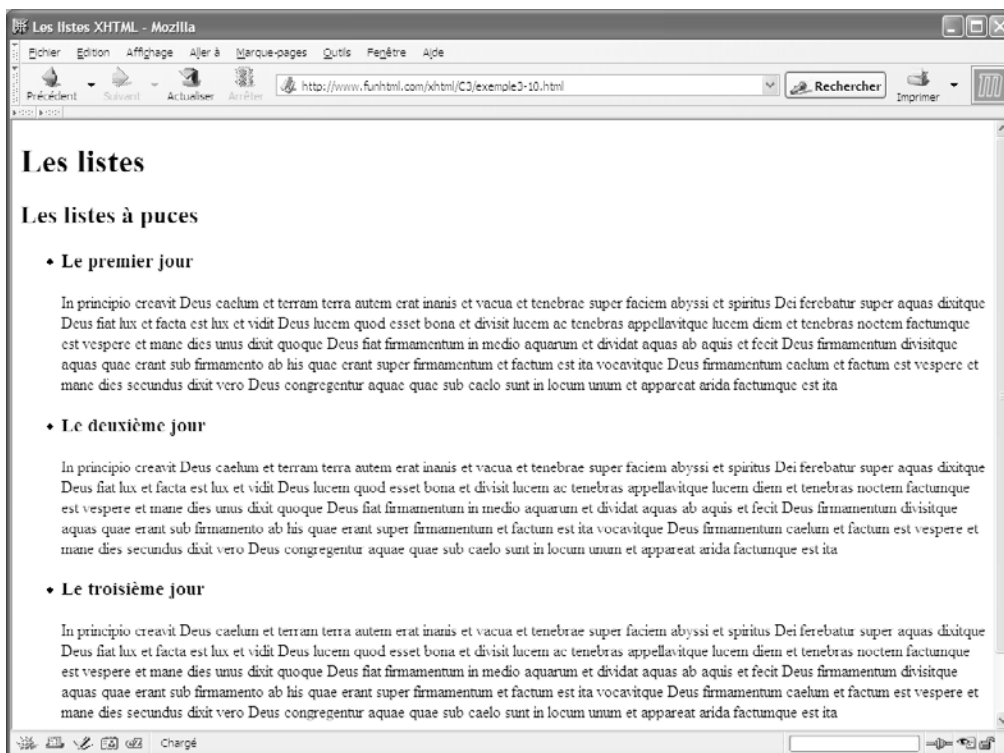 Les listes XHTML - Mozilla
Fichier Edition Affichage Aller à Marque-pages Outils Fenêtre Aide
Précédent Suivant Actualiser Arrêter http://www.funhtml.com/xhtml/C3/exemple3-10.html Rechercher Imprimer
Les listes
Les listes à puces
Le premier jour
In principio creavit Deus caelum et terram terra autem erat inanis et vacua et tenebrae super faciem abyssi et spiritus Dei ferebatur super aquas dixitque
Deus fiat lux et facta est lux et vidit Deus lucem quod esset bona et divisit lucem ac tenebras appellavitque lucem diem et tenebras noctem factumque
est vespere et mane dies unus dixit quoque Deus fiat firmamentum in medio aquarum et dividat aquas ab aquis et fecit Deus firmamentum divisitque
aquas quae erant sub firmamento ab his quae erant super firmamentum et factum est ita vocavitque Deus firmamentum caelum et factum est vespere et
mane dies secundus dixit vero Deus congregentur aquae quae sub caelo sunt in locum unum et appareat arida factumque est ita
Le deuxième jour
In principio creavit Deus caelum et terram terra autem erat inanis et vacua et tenebrae super faciem abyssi et spiritus Dei ferebatur super aquas dixitque
Deus fiat lux et facta est lux et vidit Deus lucem quod esset bona et divisit lucem ac tenebras appellavitque lucem diem et tenebras noctem factumque
est vespere et mane dies unus dixit quoque Deus fiat firmamentum in medio aquarum et dividat aquas ab aquis et fecit Deus firmamentum divisitque
aquas quae erant sub firmamento ab his quae erant super firmamentum et factum est ita vocavitque Deus firmamentum caelum et factum est vespere et
mane dies secundus dixit vero Deus congregentur aquae quae sub caelo sunt in locum unum et appareat arida factumque est ita
Le troisième jour
In principio creavit Deus caelum et terram terra autem erat inanis et vacua et tenebrae super faciem abyssi et spiritus Dei ferebatur super aquas dixitque
Deus fiat lux et facta est lux et vidit Deus lucem quod esset bona et divisit lucem ac tenebras appellavitque lucem diem et tenebras noctem factumque
est vespere et mane dies unus dixit quoque Deus fiat firmamentum in medio aquarum et dividat aquas ab aquis et fecit Deus firmamentum divisitque
aquas quae erant sub firmamento ab his quae erant super firmamentum et factum est ita vocavitque Deus firmamentum caelum et factum est vespere et
mane dies secundus dixit vero Deus congregentur aquae quae sub caelo sunt in locum unum et appareat arida factumque est ita
Chargé